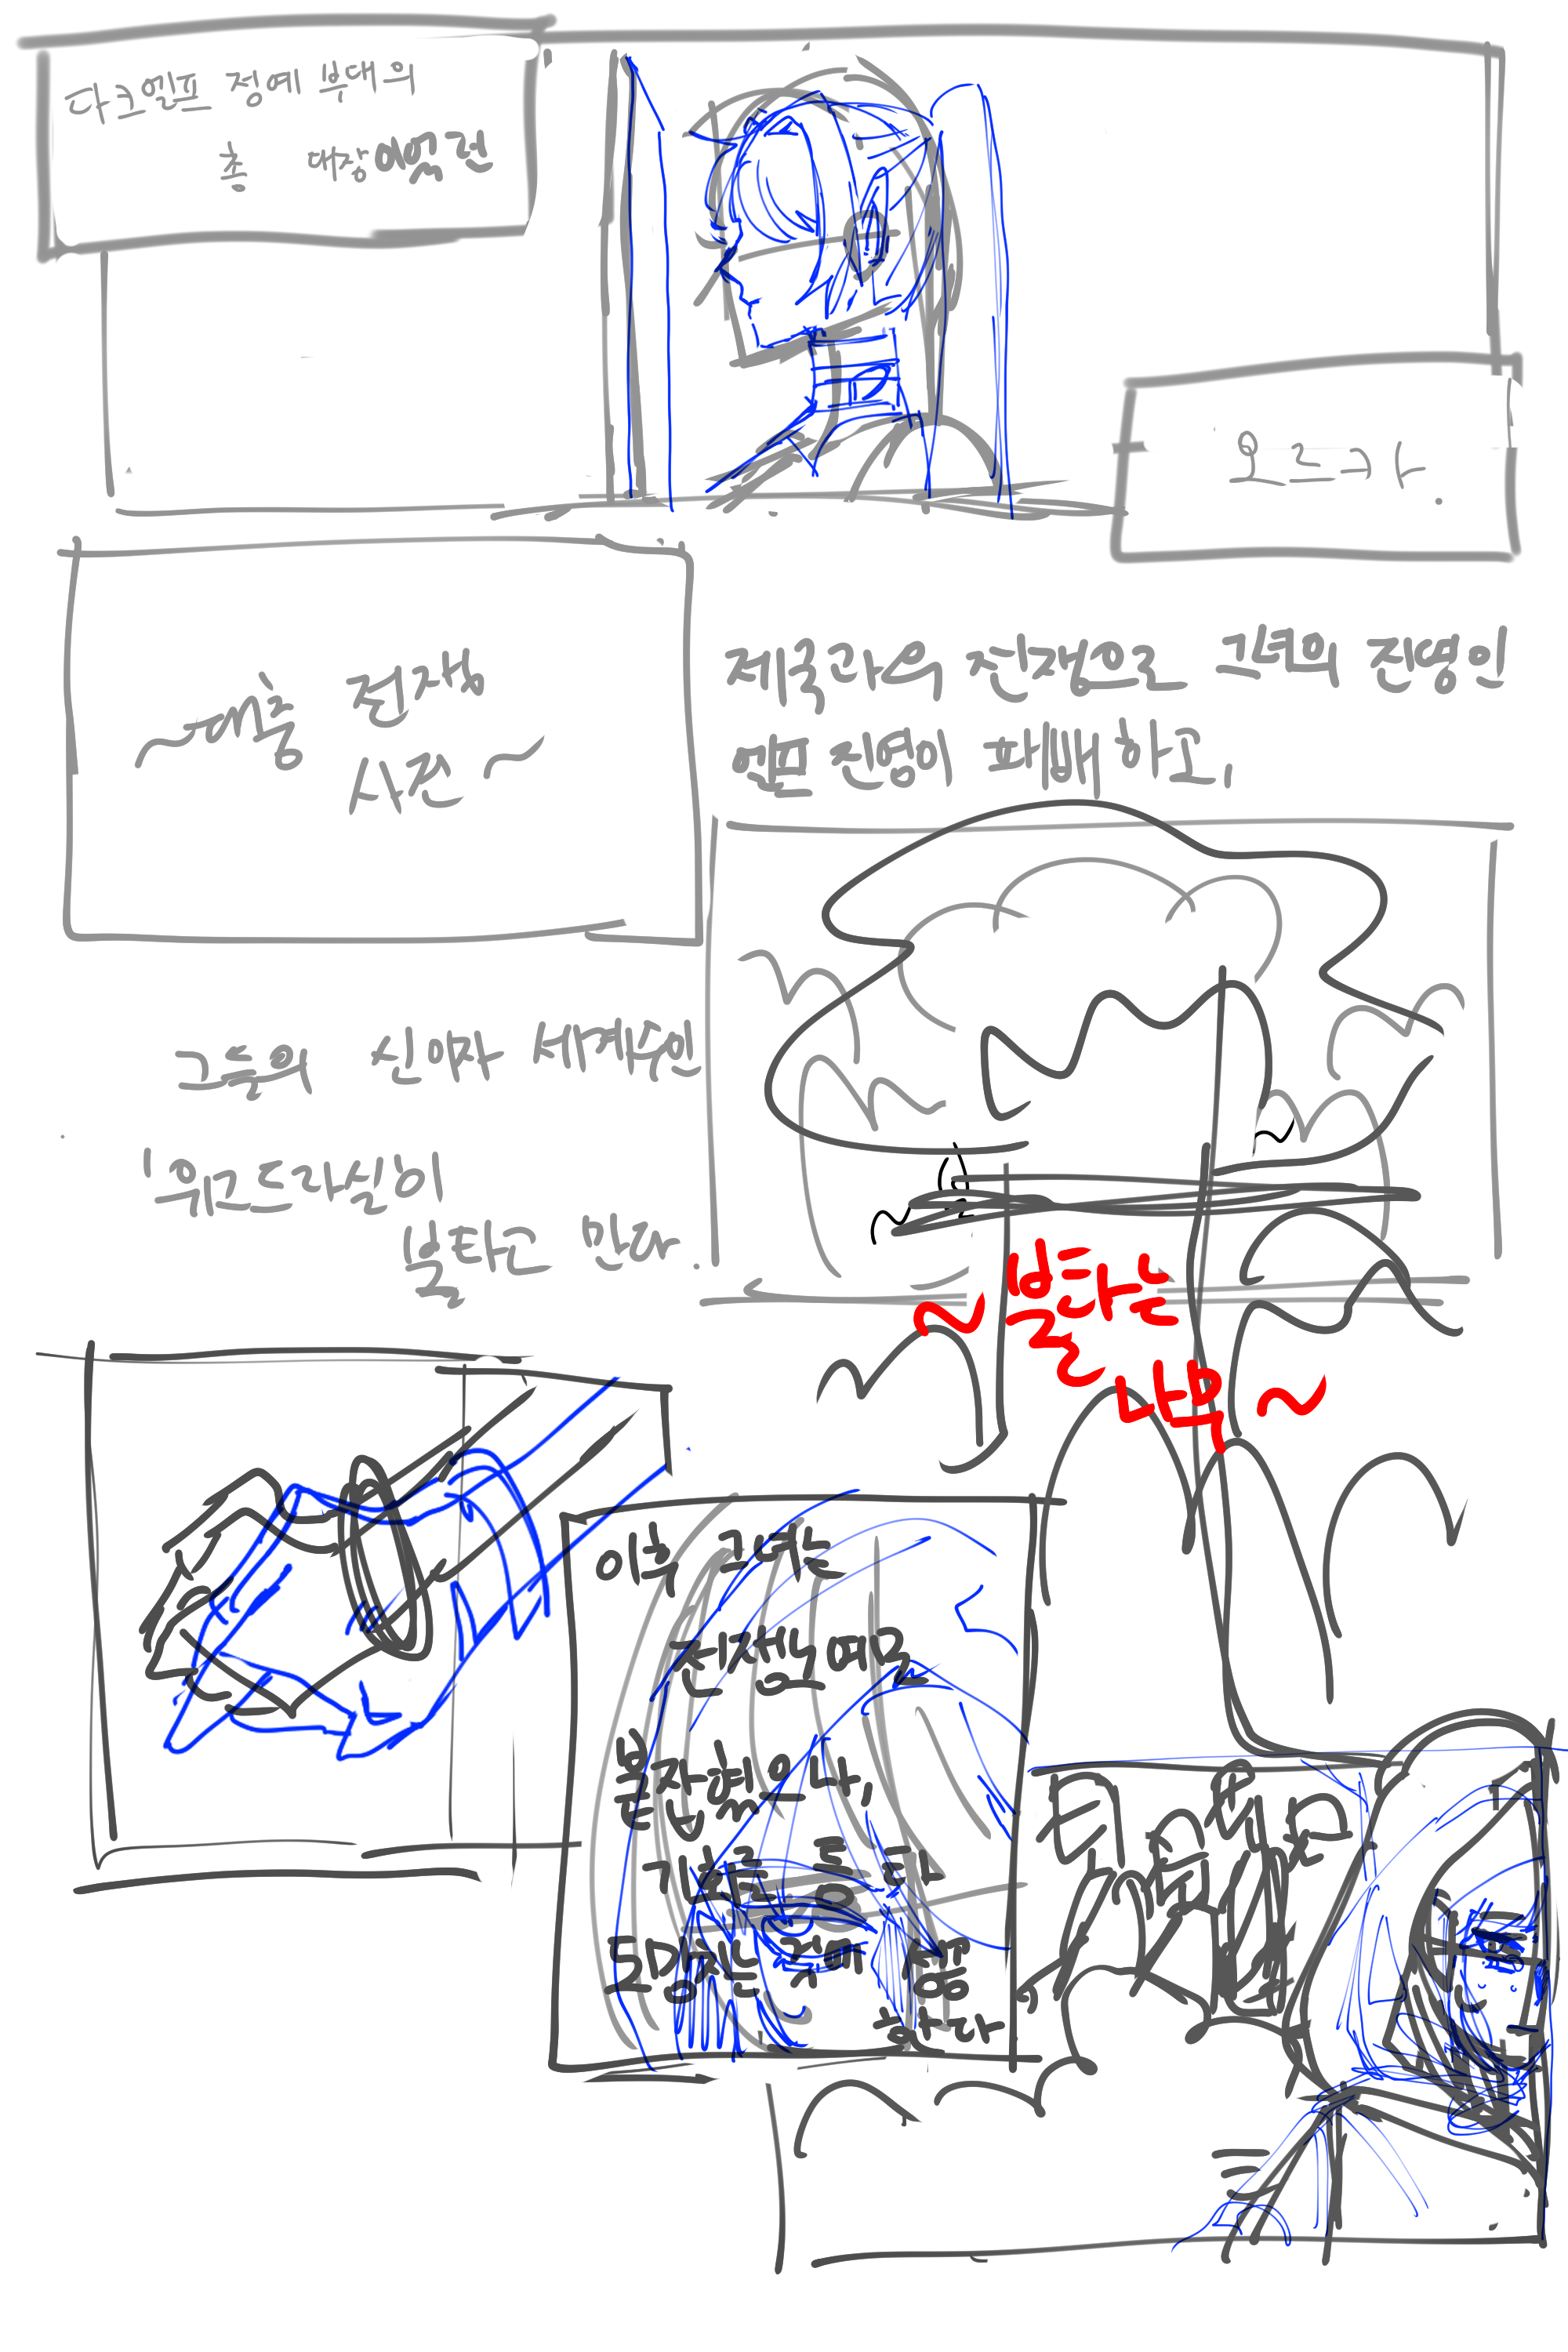 다크엘프 정예 부대의
총 대장이었던
요르카.
~대충 전쟁
사진~
제국과의 전쟁으로 그녀의 진영인
엘프 진영이 패배하고,
그들의 신이자 세계수인
'위그드라실이
불타고 만다.
~불타는
나무~
이후 그녀는
전쟁노예로
붙잡혔으나,
기회를 틈타
도망치는 것에 성공
한다